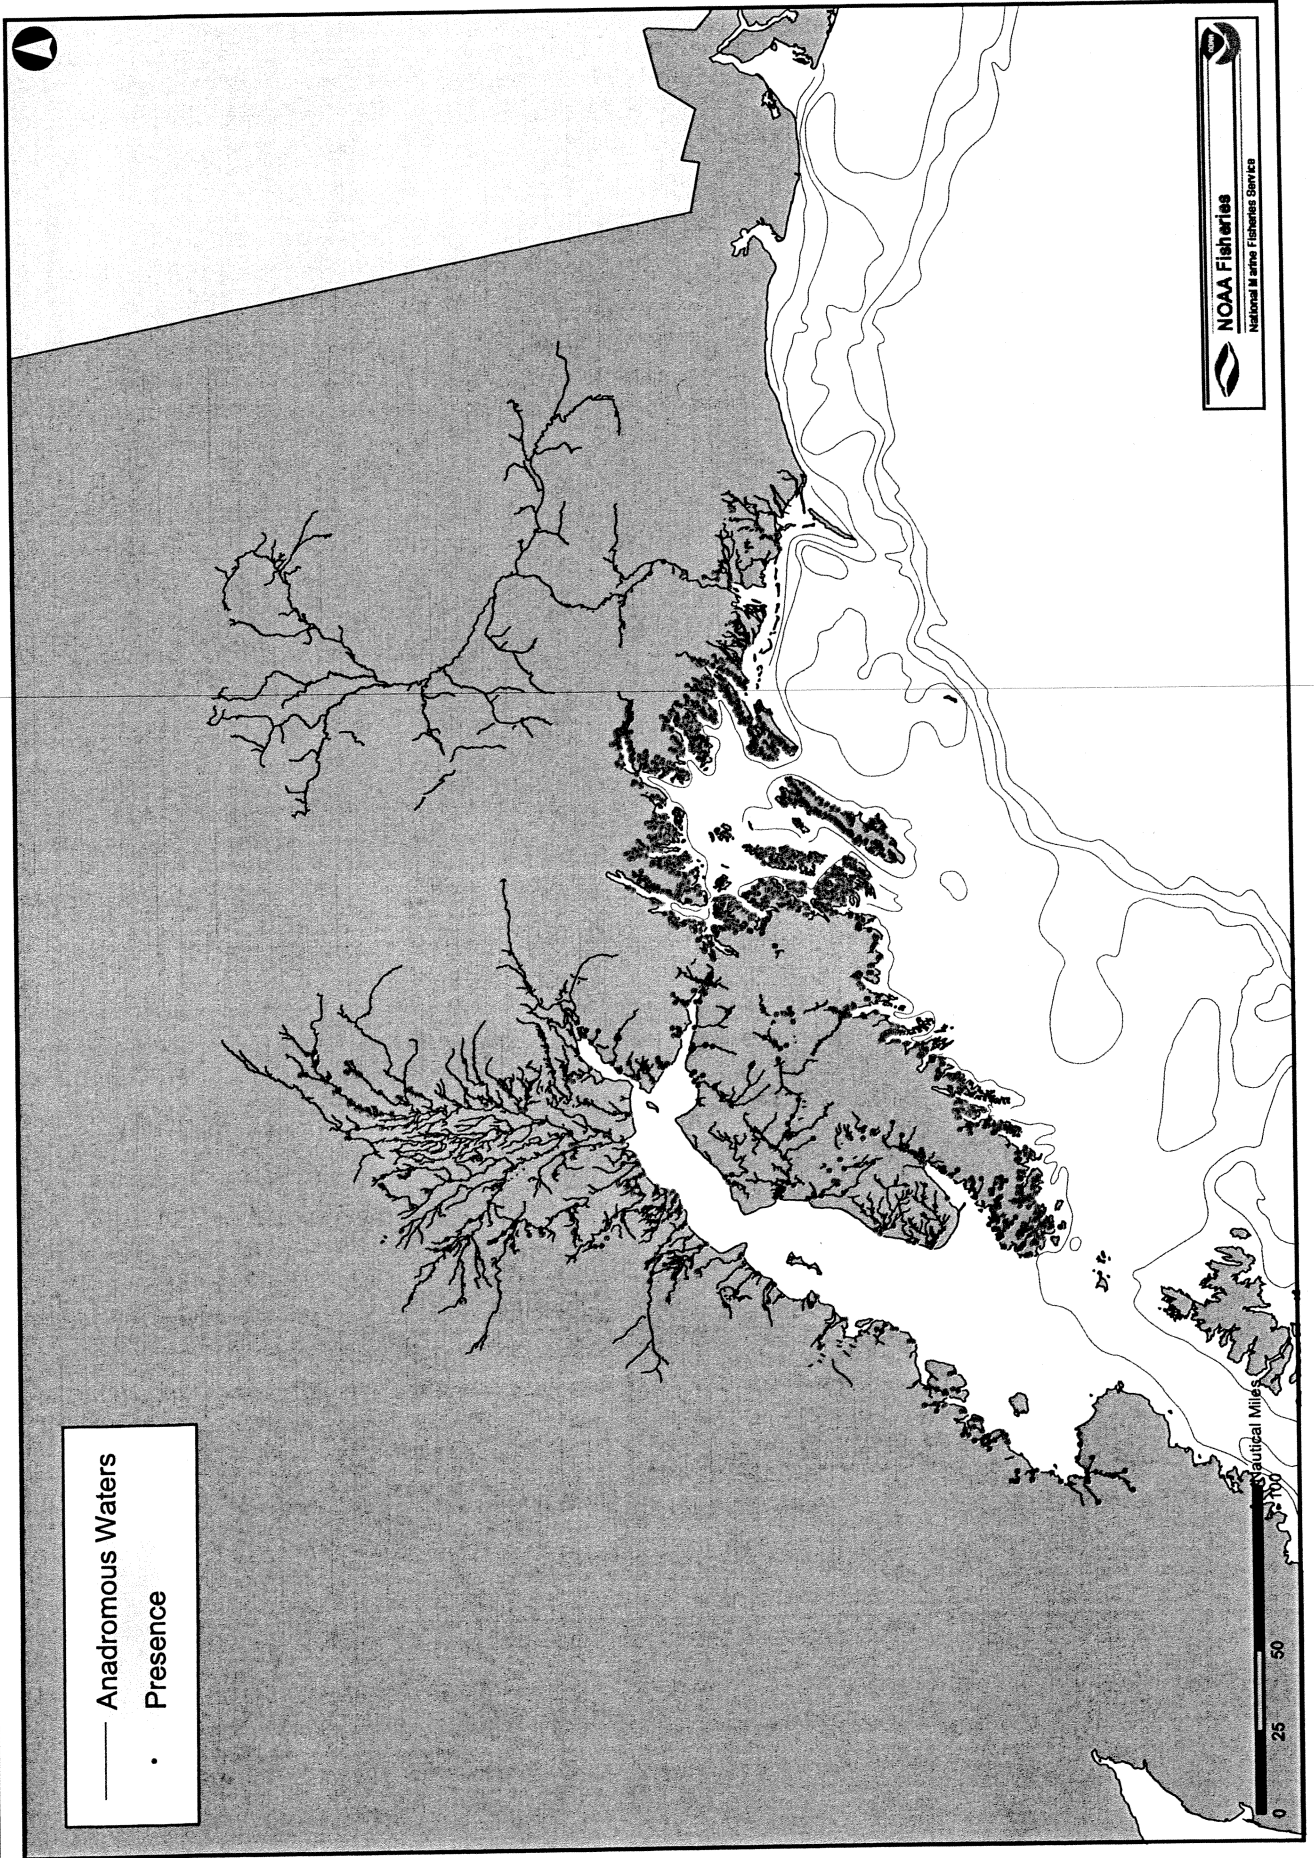 Anadromous Waters
Presence
NOAA Fisheries
National Marine Fisheries Service
Nautical Miles
0 25 50 100